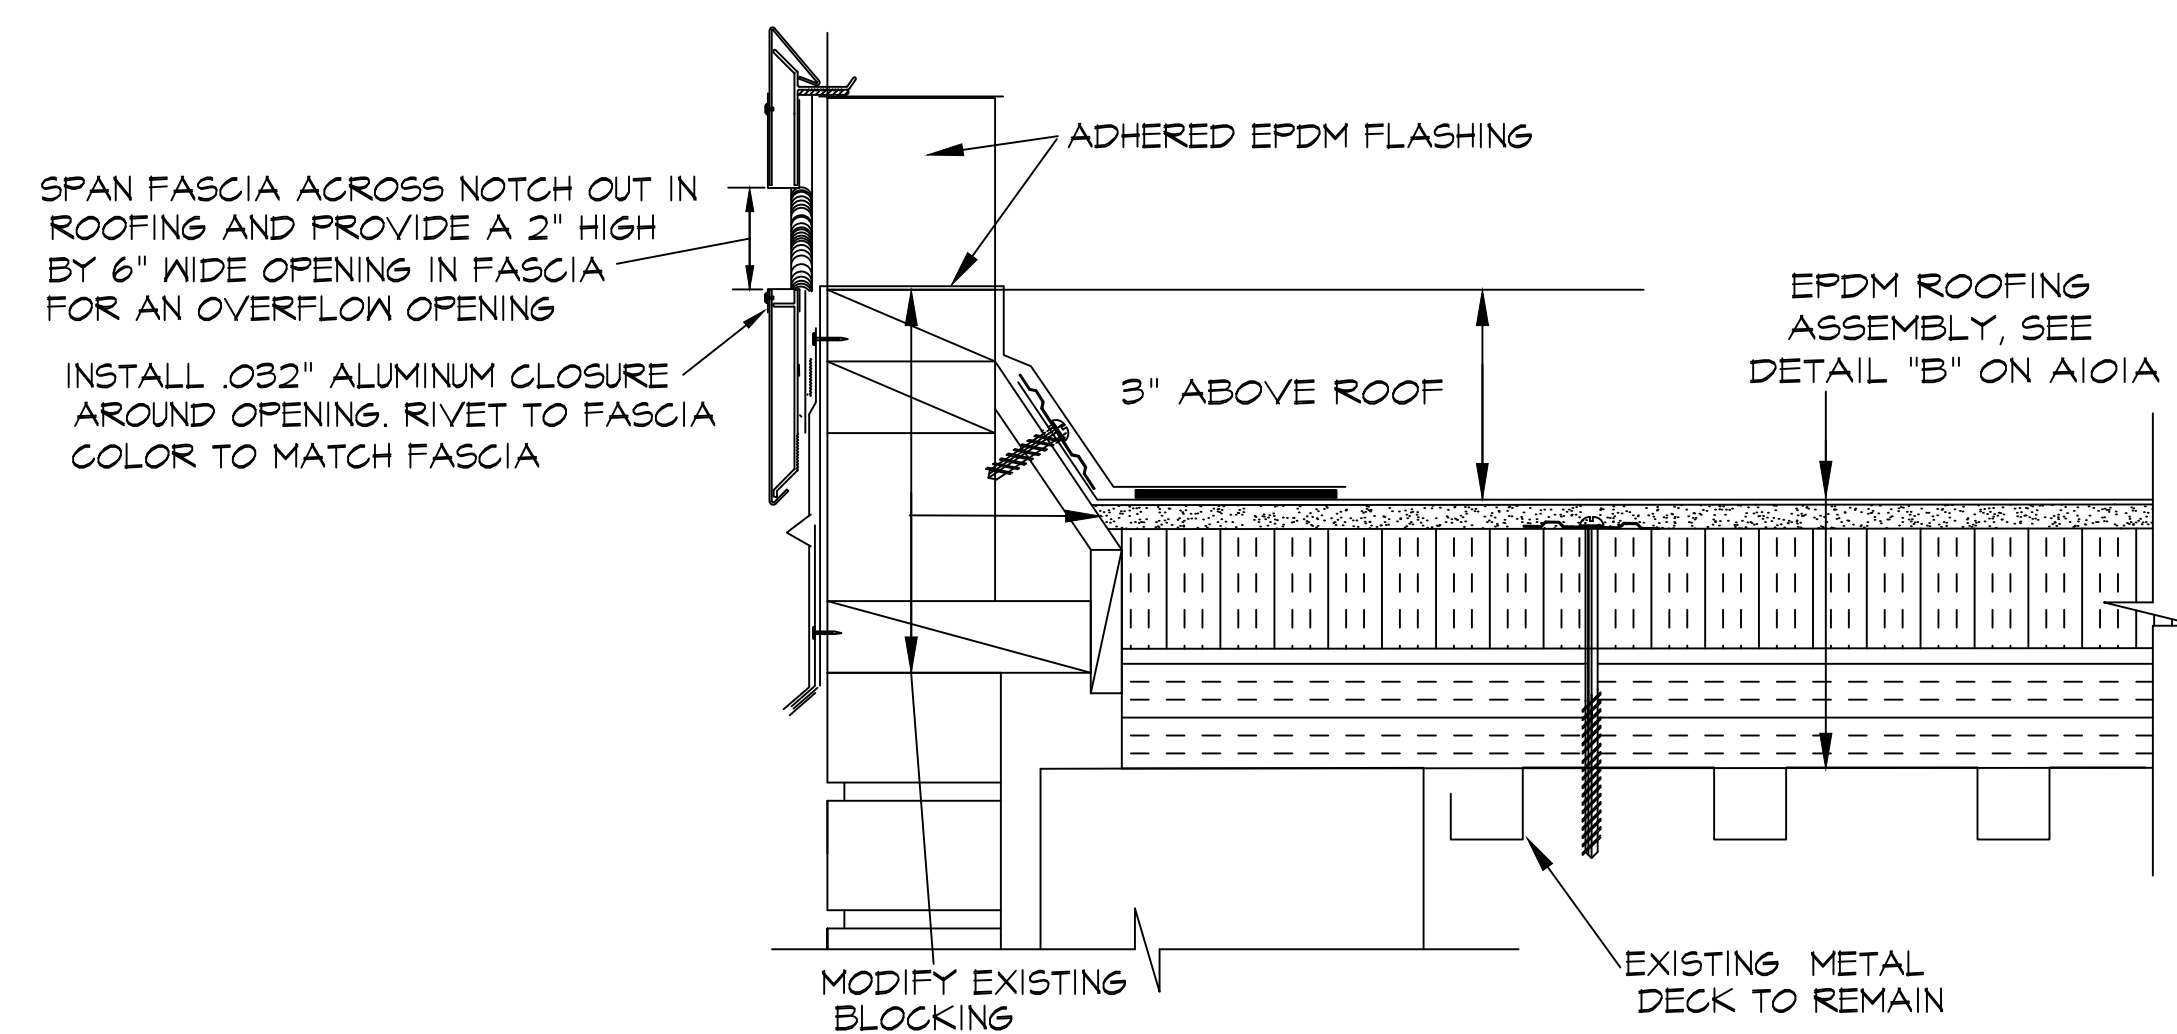 ADHERED EPDM FLASHING
SPAN FASCIA ACROSS NOTCH OUT IN
ROOFING AND PROVIDE A 2" HIGH
BY 6" WIDE OPENING IN FASCIA
FOR AN OVERFLOW OPENING
INSTALL .032" ALUMINUM CLOSURE
AROUND OPENING. RIVET TO FASCIA
COLOR TO MATCH FASCIA
3" ABOVE ROOF
EPDM ROOFING
ASSEMBLY, SEE
DETAIL "B" ON A101A
MODIFY EXISTING
BLOCKING
EXISTING METAL
DECK TO REMAIN